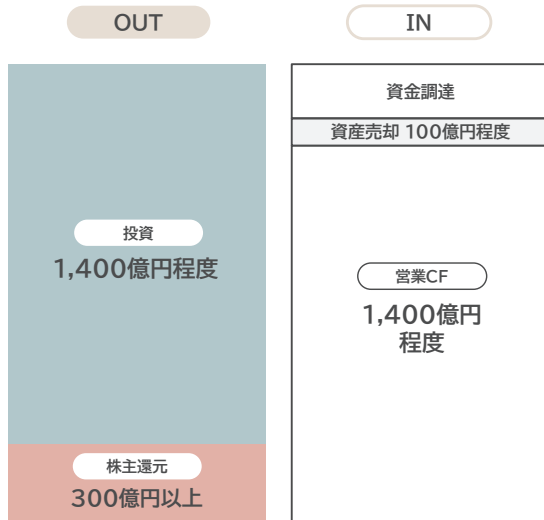 OUT
投資
1,400億円程度
株主還元
300億円以上
IN
資金調達
資産売却 100億円程度
営業CF
1,400億円
程度